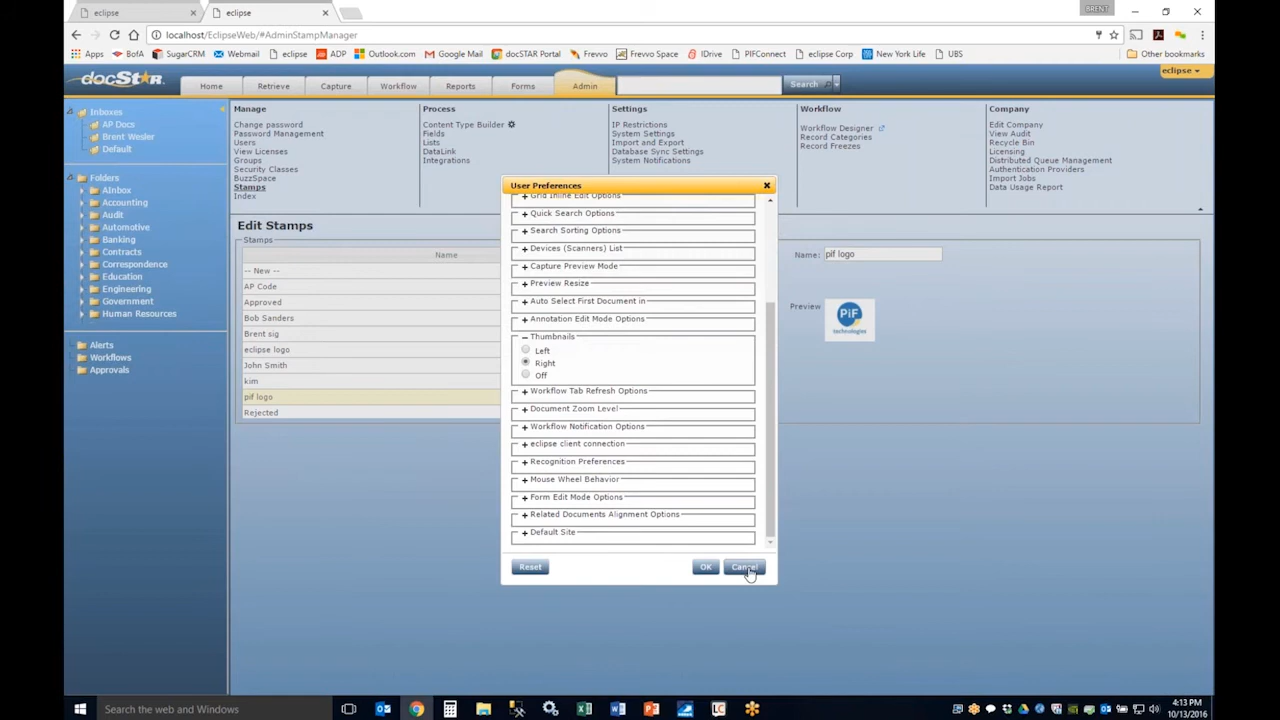 eclipse
eclipse
BRENT
localhost/EclipseWeb/#AdminStampManager
Apps
BofA
SugarCRM
Webmail
eclipse
ADP
Outlook.com
Google Mail
docSTAR Portal
Frevvo
Frevvo Space
IDrive
PIFConnect
eclipse Corp
New York Life
UBS
Other bookmarks
docSTAR
Home
Retrieve
Capture
Workflow
Reports
Forms
Admin
Search
eclipse
Inboxes
AP Docs
Brent Wesler
Default
Folders
AInbox
Accounting
Audit
Automotive
Banking
Contracts
Correspondence
Education
Engineering
Government
Human Resources
Alerts
Workflows
Approvals
Manage
Change password
Password Management
Users
View Licenses
Groups
Security Classes
BuzzSpace
Stamps
Index
Process
Content Type Builder
Fields
Lists
DataLink
Integrations
Settings
IP Restrictions
System Settings
Import and Export
Database Sync Settings
System Notifications
Workflow
Workflow Designer
Record Categories
Record Freezes
Company
Edit Company
View Audit
Recycle Bin
Licensing
Distributed Queue Management
Authentication Providers
Import Jobs
Data Usage Report
Edit Stamps
Stamps
Name
-- New --
AP Code
Approved
Bob Sanders
Brent sig
eclipse logo
John Smith
kim
pif logo
Rejected
User Preferences
Grid Inline Edit Options
Quick Search Options
Search Sorting Options
Devices (Scanners) List
Capture Preview Mode
Preview Resize
Auto Select First Document in
Annotation Edit Mode Options
Thumbnails
Left
Right
Off
Workflow Tab Refresh Options
Document Zoom Level
Workflow Notification Options
eclipse client connection
Recognition Preferences
Mouse Wheel Behavior
Form Edit Mode Options
Related Documents Alignment Options
Default Site
Reset
OK
Cancel
Name:
pif logo
Preview
PiF
technologies
Search the web and Windows
4:13 PM
10/13/2016